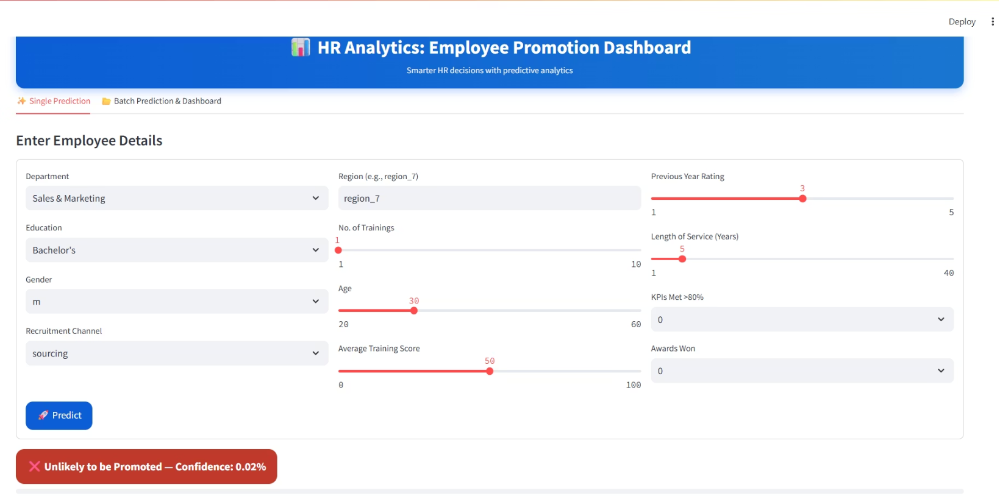 Deploy
HR Analytics: Employee Promotion Dashboard
Smarter HR decisions with predictive analytics
Single Prediction
Batch Prediction & Dashboard
Enter Employee Details
Department
Sales & Marketing
Education
Bachelor's
Gender
m
Recruitment Channel
sourcing
Region (e.g., region_7)
region_7
No. of Trainings
1
1 10
Age
30
20 60
Average Training Score
50
0 100
Previous Year Rating
3
1 5
Length of Service (Years)
5
1 40
KPIs Met >80%
0
Awards Won
0
Predict
Unlikely to be Promoted — Confidence: 0.02%